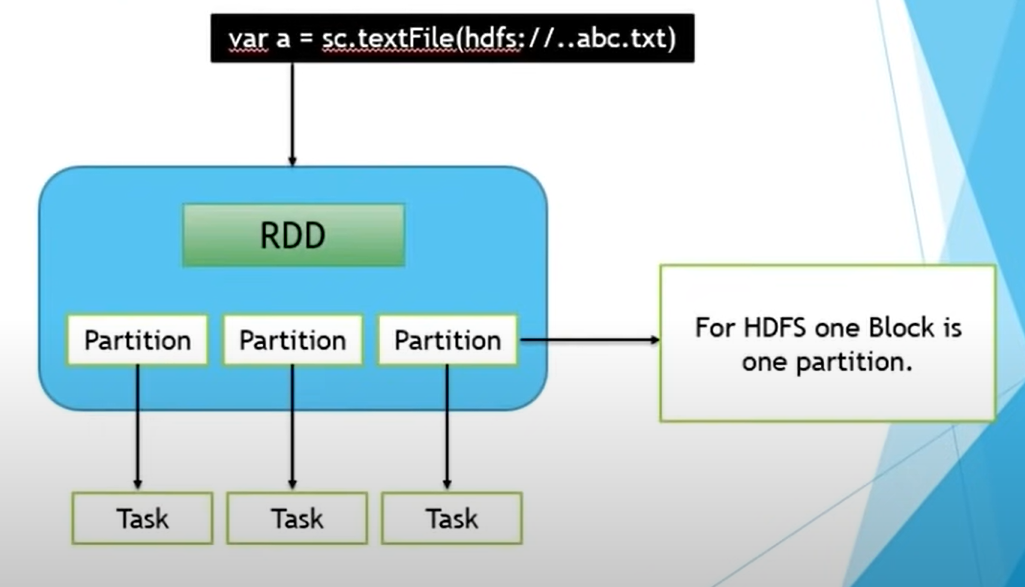 var a = sc.textFile(hdfs://..abc.txt)
RDD
Partition
Partition
Partition
For HDFS one Block is
one partition.
Task
Task
Task